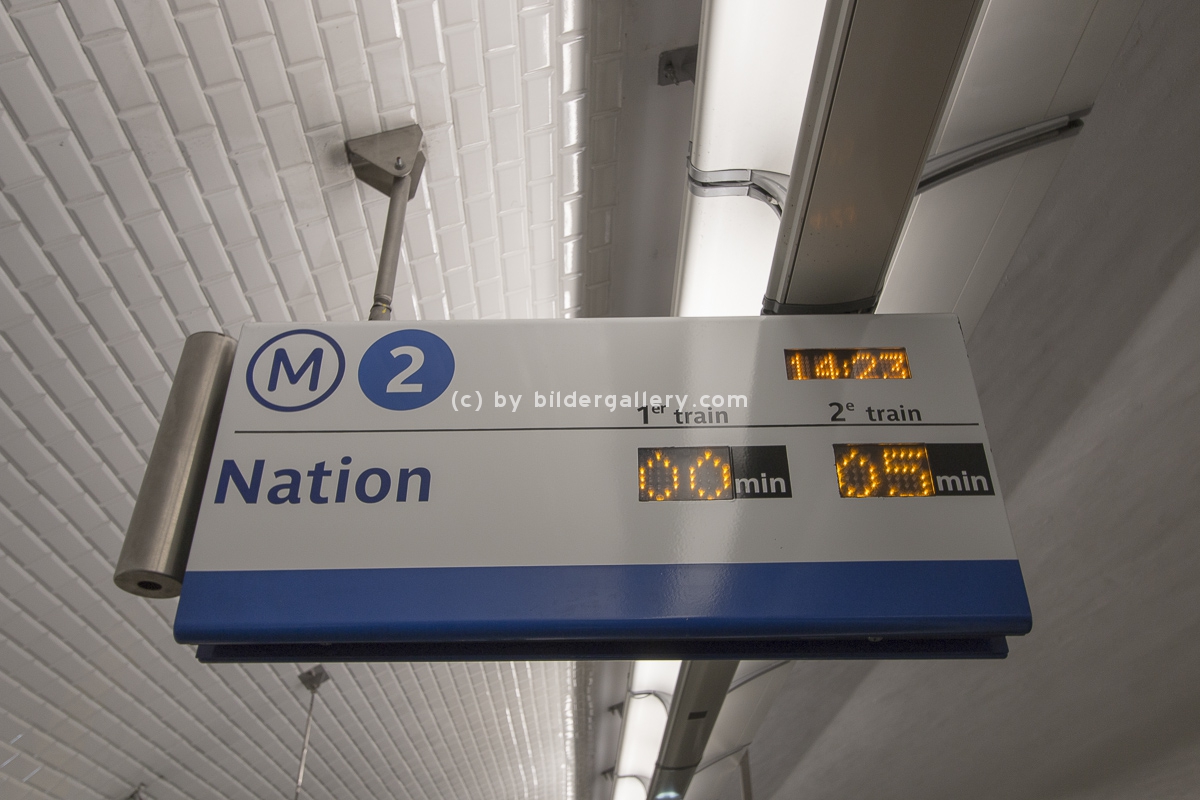 M 2 14:23
(c) by bildergallery.com
1er train 2e train
Nation 00 min 05 min